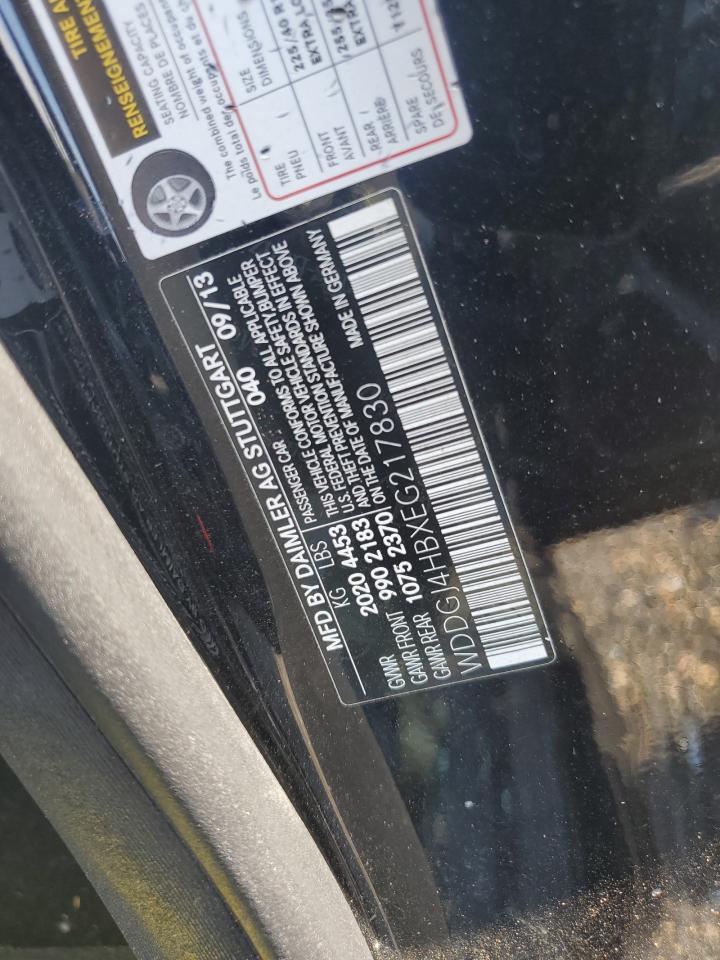 TIRE
RENSEIGNEMENT
SEATING CAPACITY
NOMBRE DE PLACES
The combined weight of
Le poids total des occupants et du
TIRE
PNEU
SIZE
DIMENSIONS
FRONT
AVANT
225/40
EXTRA
REAR /
ARRIÈRE
SPARE
DE SECOURS
MFD BY DAIMLER AG STUTTGART 040 09/13
PASSENGER CAR
KG LBS
GVWR 2020 4453
GAWR FRONT 990 2183
GAWR REAR 1075 2370
THIS VEHICLE CONFORMS TO ALL APPLICABLE
FEDERAL MOTOR VEHICLE SAFETY/BUMPER
PREVENTION STANDARDS IN EFFECT
U.S. AND THEFT
ON THE DATE OF MANUFACTURE SHOWN ABOVE
WDDGJ4HBXEG217830 MADE IN GERMANY